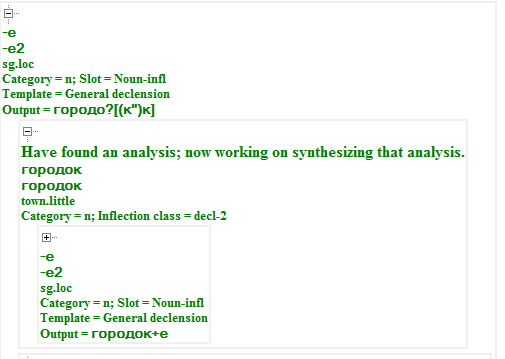 -е
-е2
sg.loc
Category = n; Slot = Noun-infl
Template = General declension
Output = городо?[(к")к]
Have found an analysis; now working on synthesizing that analysis.
городок
городок
town.little
Category = n; Inflection class = decl-2
-е
-е2
sg.loc
Category = n; Slot = Noun-infl
Template = General declension
Output = городок+е